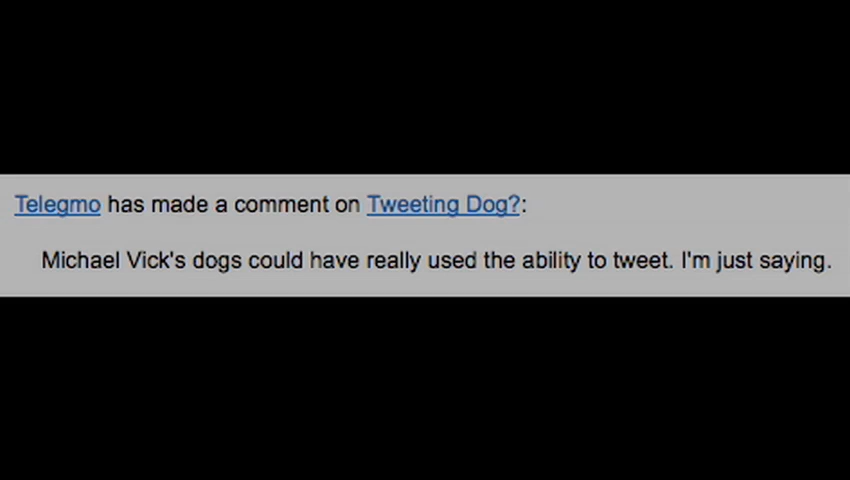 Telegmo has made a comment on Tweeting Dog?:
Michael Vick's dogs could have really used the ability to tweet. I'm just saying.